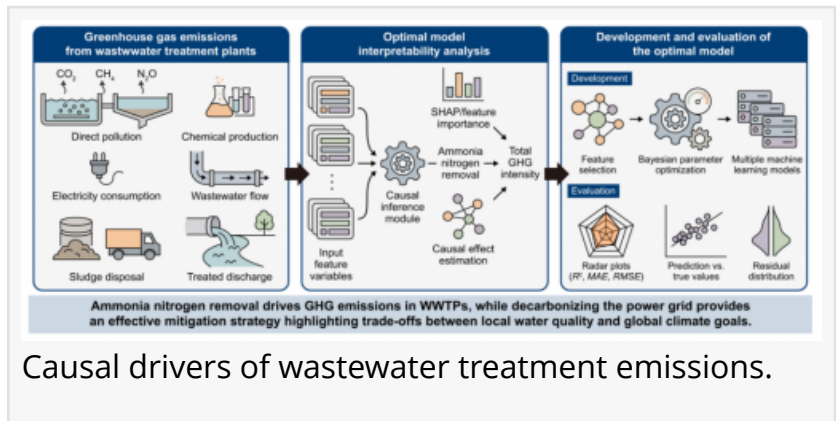 Greenhouse gas emissions
from wastwwater treatment plants
CO₂ CH₄ N₂O
Direct pollution
Chemical production
Electricity consumption
Wastewater flow
Sludge disposal
Treated discharge
Optimal model
interpretability analysis
Input
feature
variables
Causal
inference
module
SHAP/feature
importance
Ammonia
nitrogen
removal
Causal effect
estimation
Total
GHG
intensity
Development and evaluation of
the optimal model
Development
Feature
selection
Bayesian parameter
optimization
Multiple machine
learning models
Evaluation
Radar plots
(R², MAE, RMSE)
Prediction vs.
true values
Residual
distribution
Ammonia nitrogen removal drives GHG emissions in WWTPs, while decarbonizing the power grid provides
an effective mitigation strategy highlighting trade-offs between local water quality and global climate goals.
Causal drivers of wastewater treatment emissions.